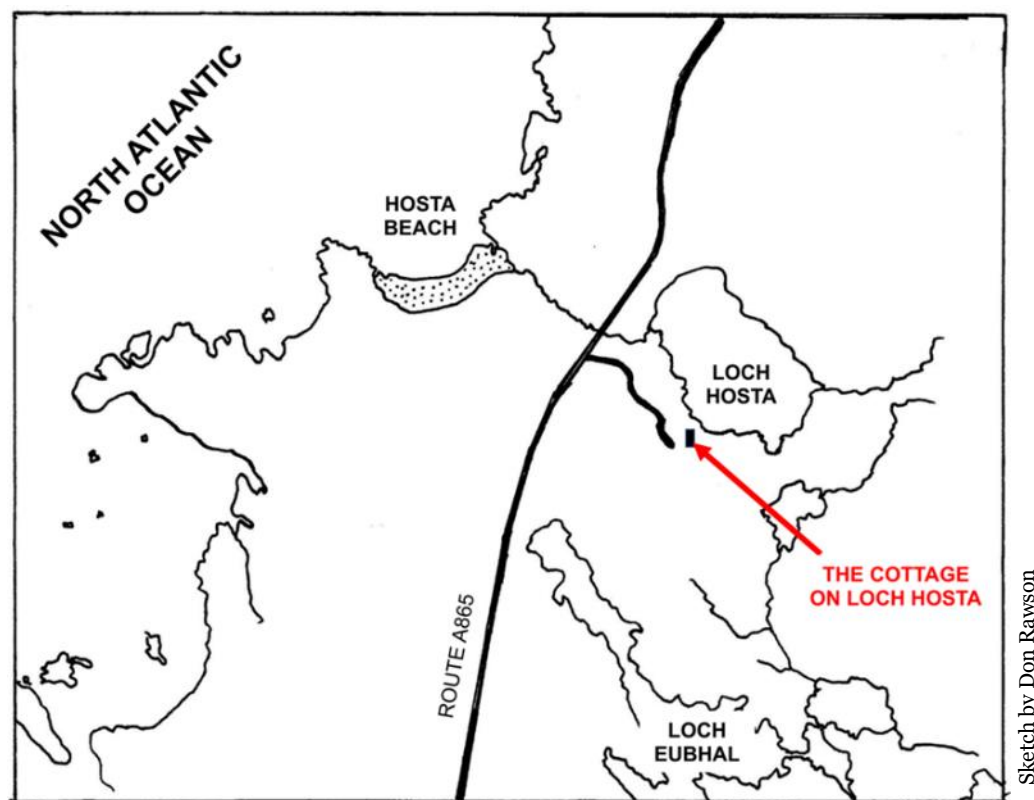 NORTH ATLANTIC
OCEAN
HOSTA
BEACH
LOCH
HOSTA
THE COTTAGE
ON LOCH HOSTA
ROUTE A865
LOCH
EUBHAL
Sketch by Don Rawson